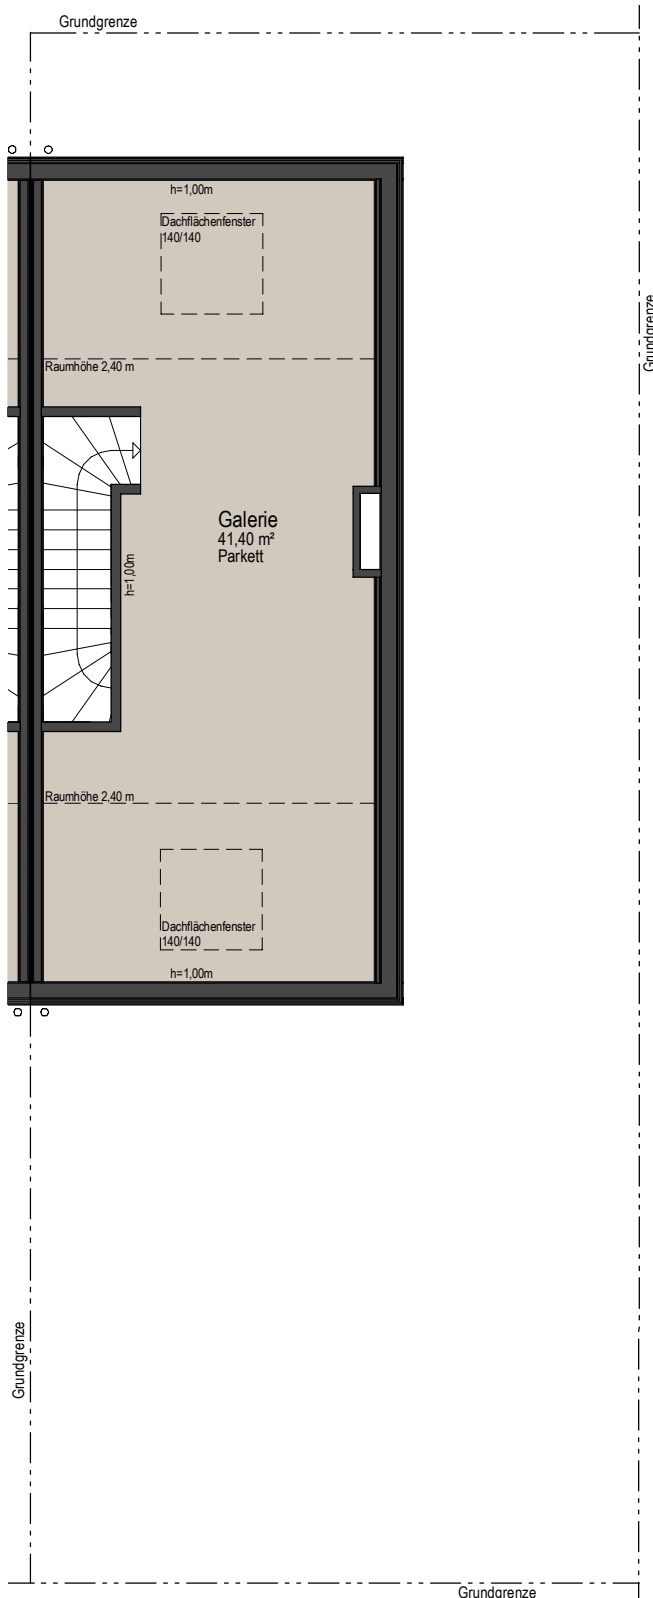 Grundgrenze
h=1,00m
Dachflächenfenster
140/140
Grundgrenze
Raumhöhe 2,40 m
Galerie
41,40 m²
Parkett
h=1,00m
Raumhöhe 2,40 m
Dachflächenfenster
140/140
h=1,00m
Grundgrenze
Grundgrenze